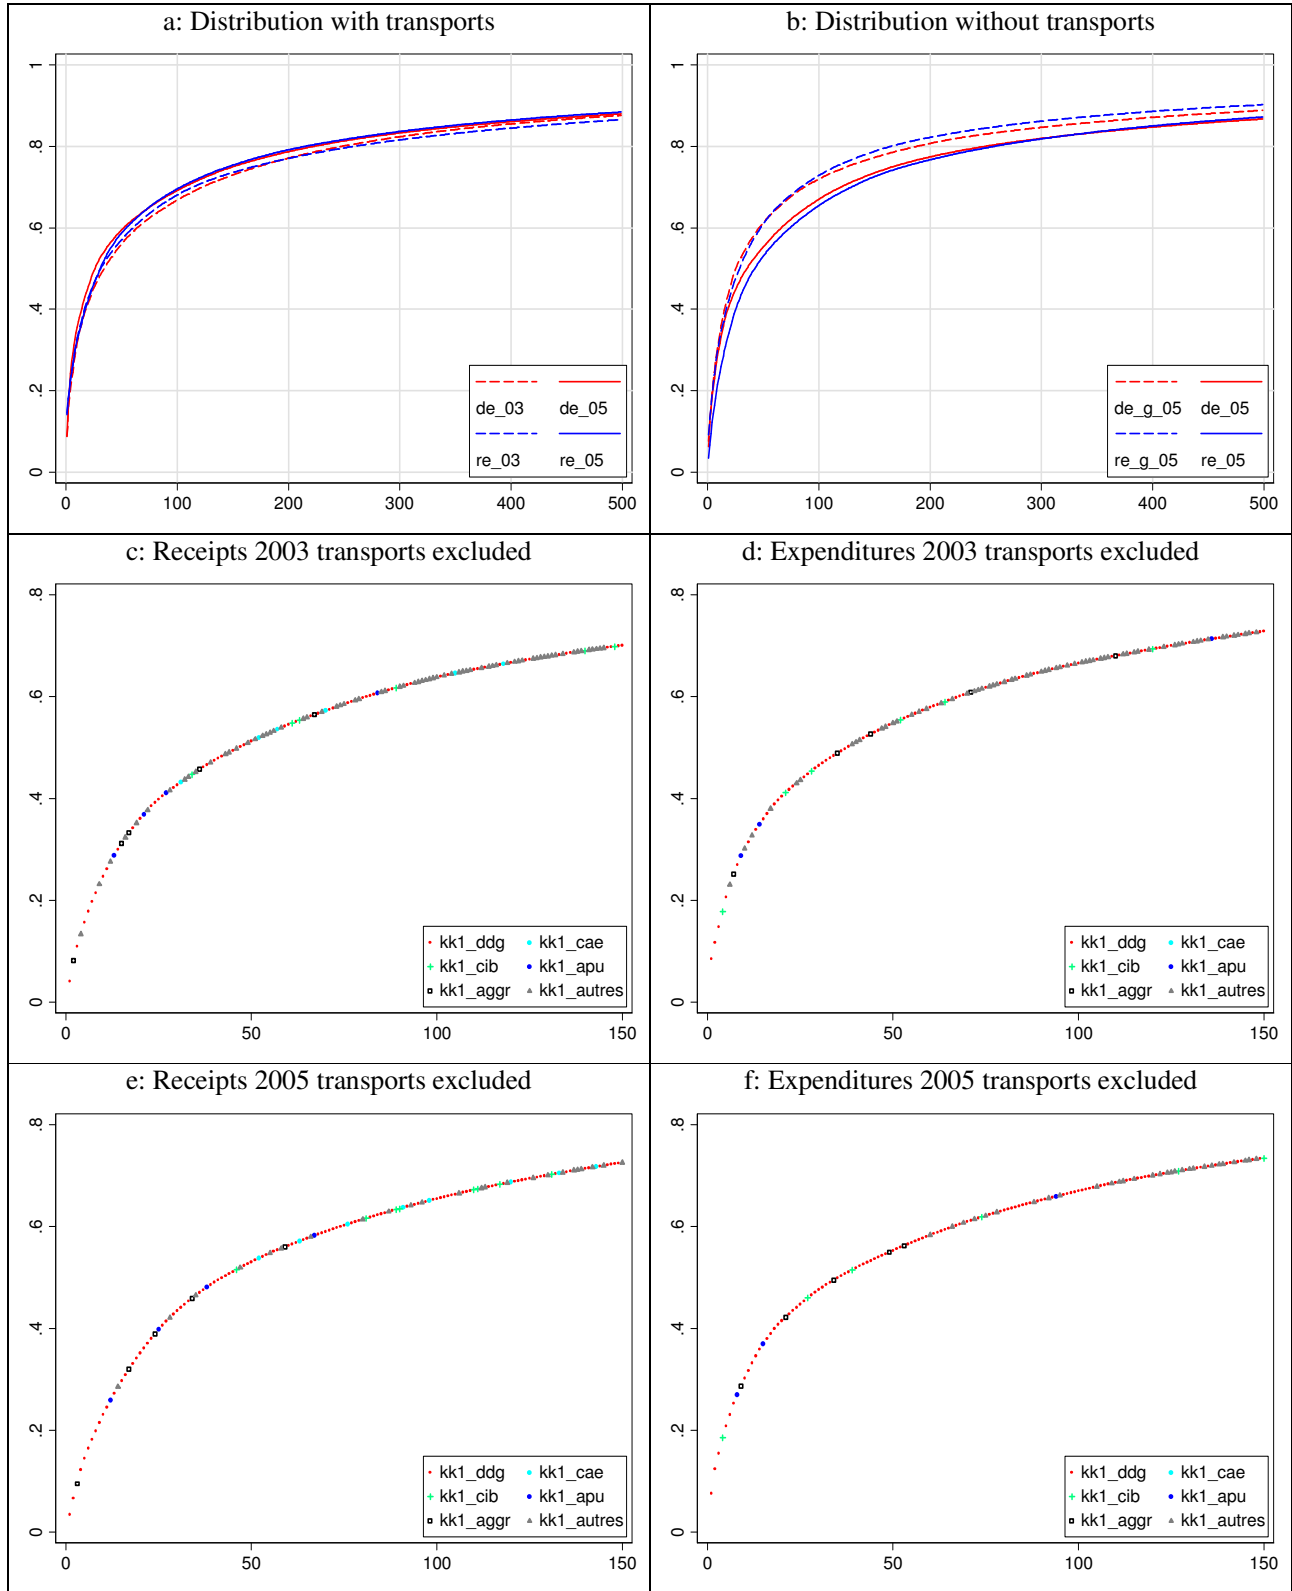 a: Distribution with transports
1
.8
.6
.4
.2
0
0 100 200 300 400 500
de_03 de_05
re_03 re_05
b: Distribution without transports
1
.8
.6
.4
.2
0
0 100 200 300 400 500
de_g_05 de_05
re_g_05 re_05
c: Receipts 2003 transports excluded
.8
.6
.4
.2
0
0 50 100 150
kk1_ddg kk1_cae
kk1_cib kk1_apu
kk1_aggr kk1_autres
d: Expenditures 2003 transports excluded
.8
.6
.4
.2
0
0 50 100 150
kk1_ddg kk1_cae
kk1_cib kk1_apu
kk1_aggr kk1_autres
e: Receipts 2005 transports excluded
.8
.6
.4
.2
0
0 50 100 150
kk1_ddg kk1_cae
kk1_cib kk1_apu
kk1_aggr kk1_autres
f: Expenditures 2005 transports excluded
.8
.6
.4
.2
0
0 50 100 150
kk1_ddg kk1_cae
kk1_cib kk1_apu
kk1_aggr kk1_autres